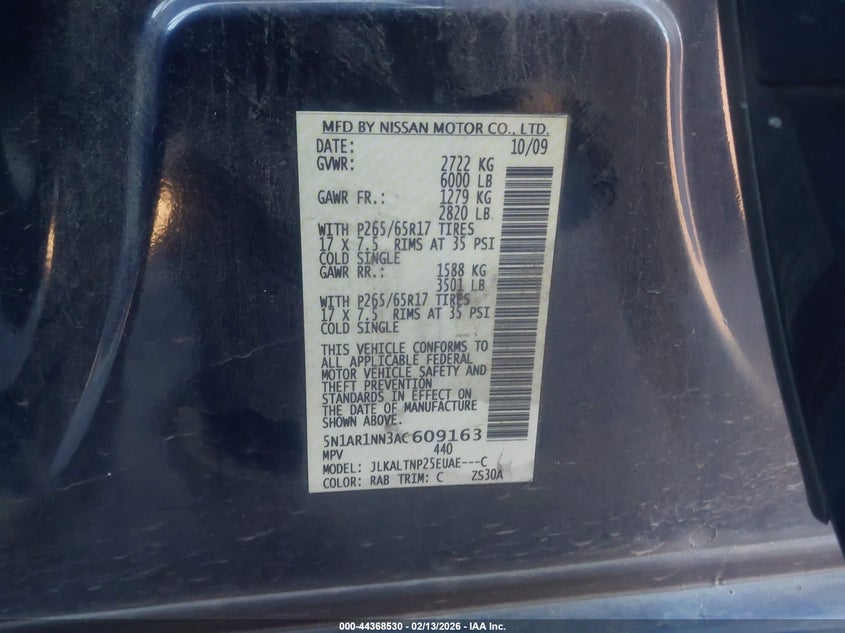 MFD BY NISSAN MOTOR CO., LTD.
DATE: 10/09
GVWR: 2722 KG
6000 LB
GAWR FR.: 1279 KG
2820 LB
WITH P265/65R17 TIRES
17 X 7.5 RIMS AT 35 PSI
COLD SINGLE
GAWR RR.: 1588 KG
3501 LB
WITH P265/65R17 TIRES
17 X 7.5 RIMS AT 35 PSI
COLD SINGLE
THIS VEHICLE CONFORMS TO
ALL APPLICABLE FEDERAL
MOTOR VEHICLE SAFETY AND
THEFT PREVENTION
STANDARDS IN EFFECT ON
THE DATE OF MANUFACTURE
SHOWN ABOVE.
5N1AR1NN3AC609163
MPV 440
MODEL: JLKALTNP25EUAE---C
COLOR: RAB TRIM: C ZS30A
000-44368530 - 02/13/2026 - IAA Inc.